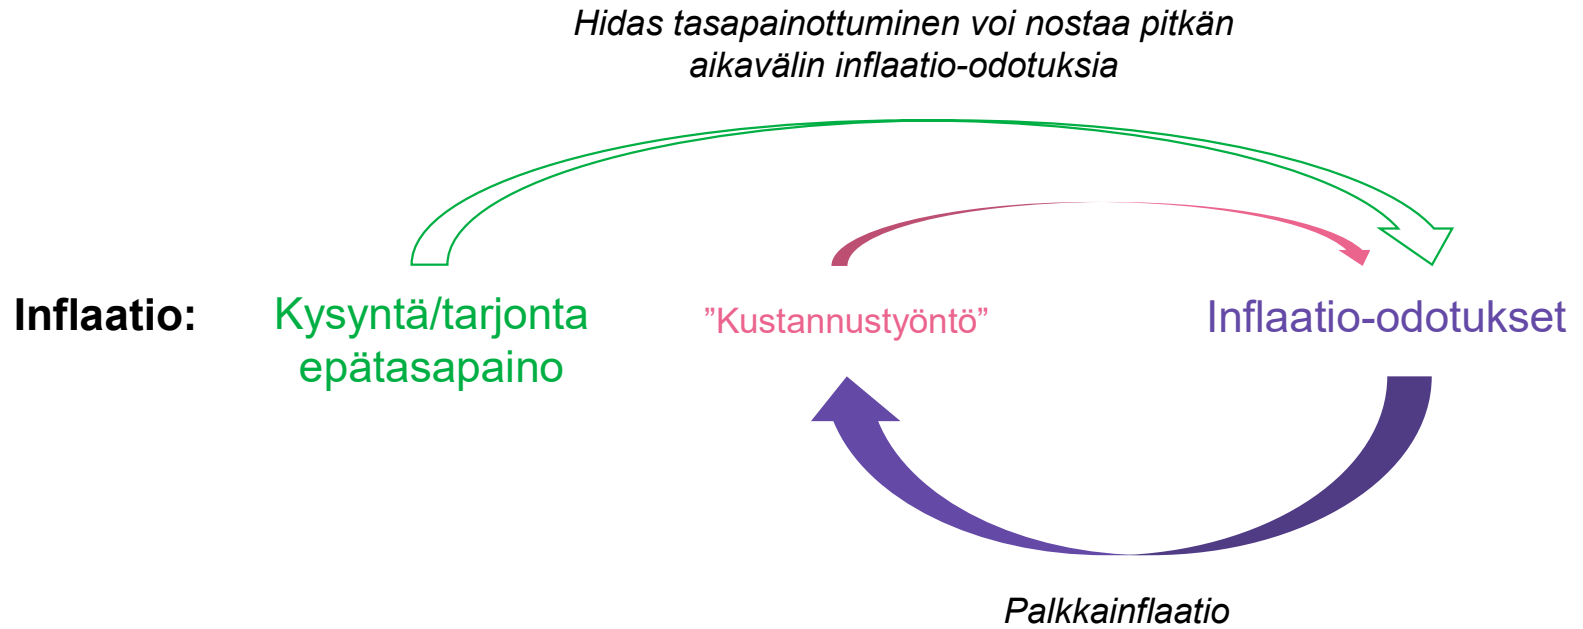 Hidas tasapainottuminen voi nostaa pitkän
aikavälin inflaatio-odotuksia
Inflaatio:
Kysyntä/tarjonta
epätasapaino
”Kustannustyöntö”
Inflaatio-odotukset
Palkkainflaatio